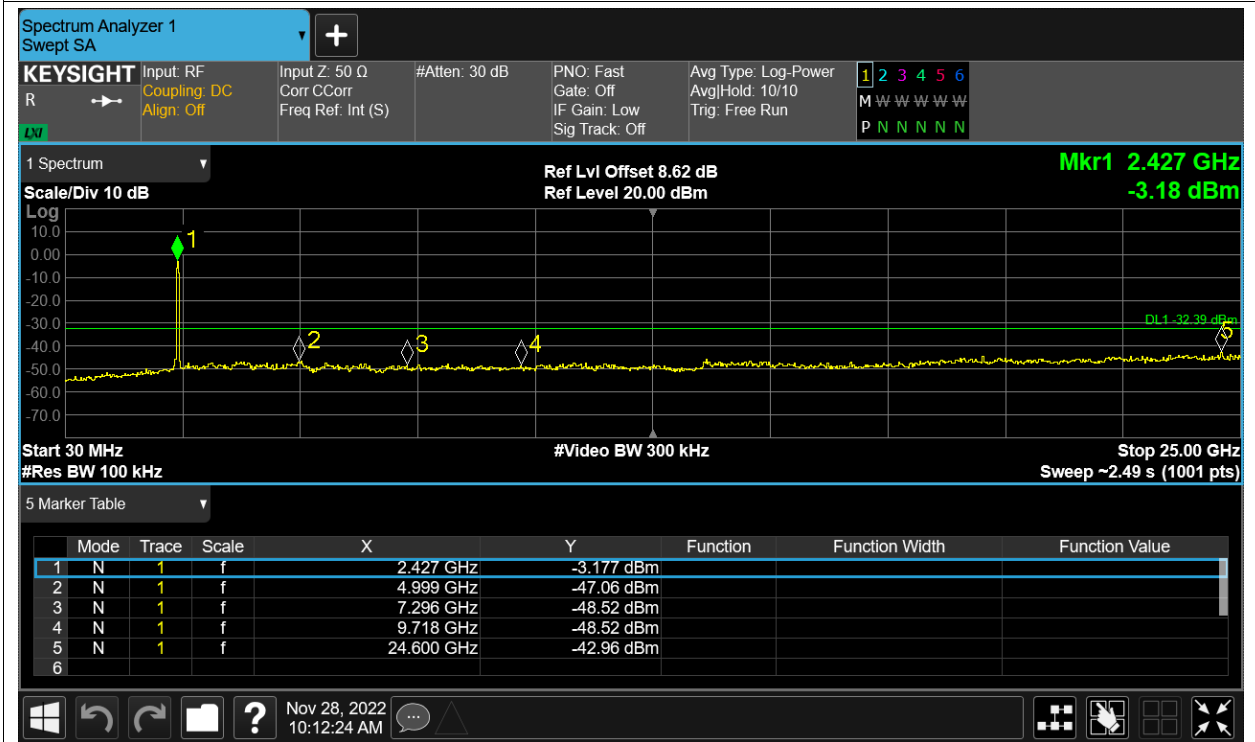 Spectrum Analyzer 1
Swept SA
+
KEYSIGHT
R
LXI
Input: RF
Coupling: DC
Align: Off
Input Z: 50 Ω
Corr CCorr
Freq Ref: Int (S)
#Atten: 30 dB
PNO: Fast
Gate: Off
IF Gain: Low
Sig Track: Off
Avg Type: Log-Power
Avg|Hold: 10/10
Trig: Free Run
1 2 3 4 5 6
M W W W W W
P N N N N N
1 Spectrum
Scale/Div 10 dB
Ref Lvl Offset 8.62 dB
Ref Level 20.00 dBm
Mkr1 2.427 GHz
-3.18 dBm
Log
10.0
0.00
-10.0
-20.0
-30.0
-40.0
-50.0
-60.0
-70.0
1
2
3
4
5
DL1 -32.39 dBm
Start 30 MHz
#Res BW 100 kHz
#Video BW 300 kHz
Stop 25.00 GHz
Sweep ~2.49 s (1001 pts)
5 Marker Table
Mode Trace Scale X Y Function Function Width Function Value
1 N 1 f 2.427 GHz -3.177 dBm
2 N 1 f 4.999 GHz -47.06 dBm
3 N 1 f 7.296 GHz -48.52 dBm
4 N 1 f 9.718 GHz -48.52 dBm
5 N 1 f 24.600 GHz -42.96 dBm
6
?
Nov 28, 2022
10:12:24 AM